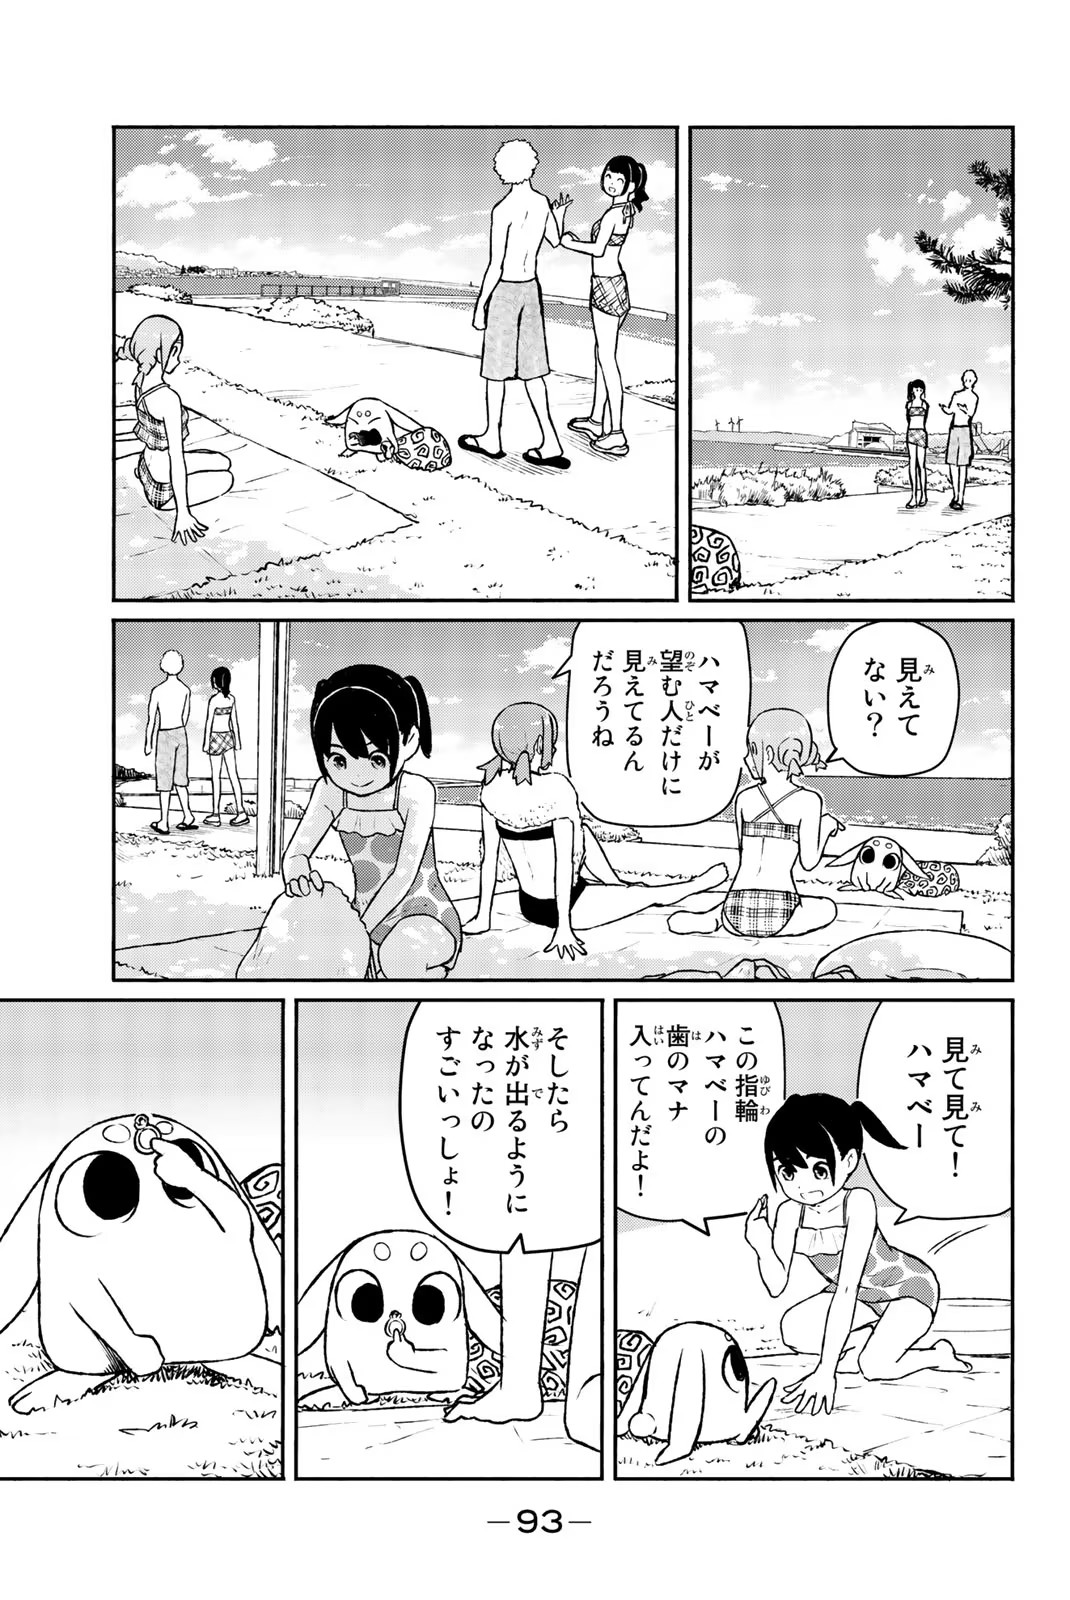 見えて
ない？
ハマベーが
望む人だけに
見えてるん
だろうね
見て見て！
ハマベー
この指輪
ハマベーの
歯のマナ
入ってんだよ！
そしたら
水が出るように
なったの
すごいっしょ！
—93—